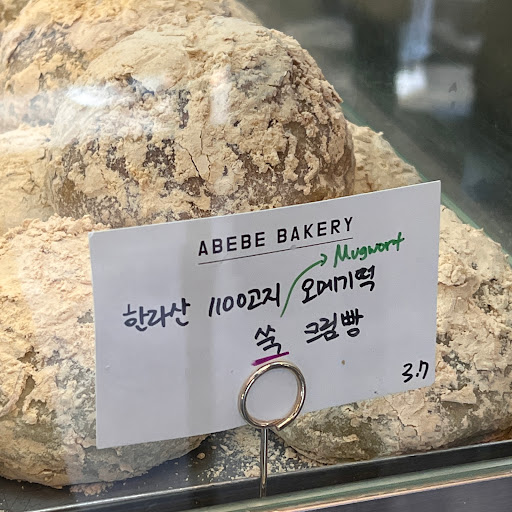 ABEBE BAKERY
Mugwort
한라산 1100고지 오메기떡
쑥 크림빵
3.7